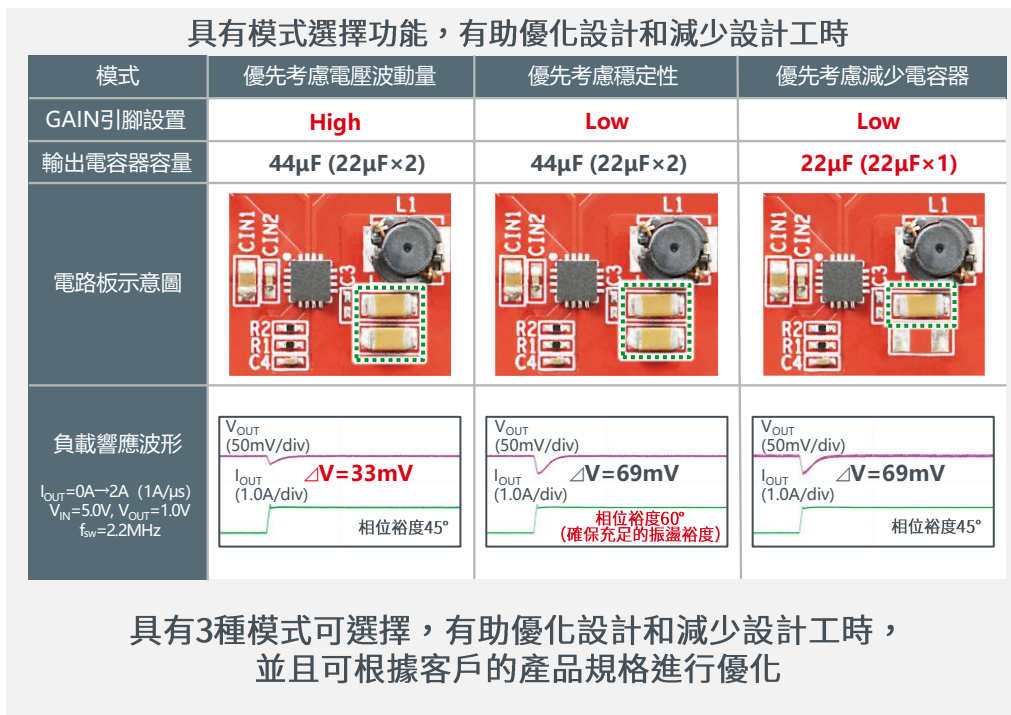 具有模式選擇功能，有助優化設計和減少設計工時
模式
優先考慮電壓波動量
優先考慮穩定性
優先考慮減少電容器
GAIN引腳設置
High
Low
Low
輸出電容器容量
44μF (22μF×2)
44μF (22μF×2)
22μF (22μF×1)
電路板示意圖
CIN1
CIN2
L1
R2
R1
C4
CIN1
CIN2
L1
R2
R1
C4
CIN1
CIN2
L1
R2
R1
C4
負載響應波形
IOUT=0A→2A（1A/μs）
VIN=5.0V, VOUT=1.0V
fsw=2.2MHz
VOUT
(50mV/div)
IOUT
⊿V=33mV
(1.0A/div)
相位裕度45°
VOUT
(50mV/div)
IOUT
⊿V=69mV
(1.0A/div)
相位裕度60°
（確保充足的振盪裕度）
VOUT
(50mV/div)
IOUT
⊿V=69mV
(1.0A/div)
相位裕度45°
具有3種模式可選擇，有助優化設計和減少設計工時，
並且可根據客戶的產品規格進行優化